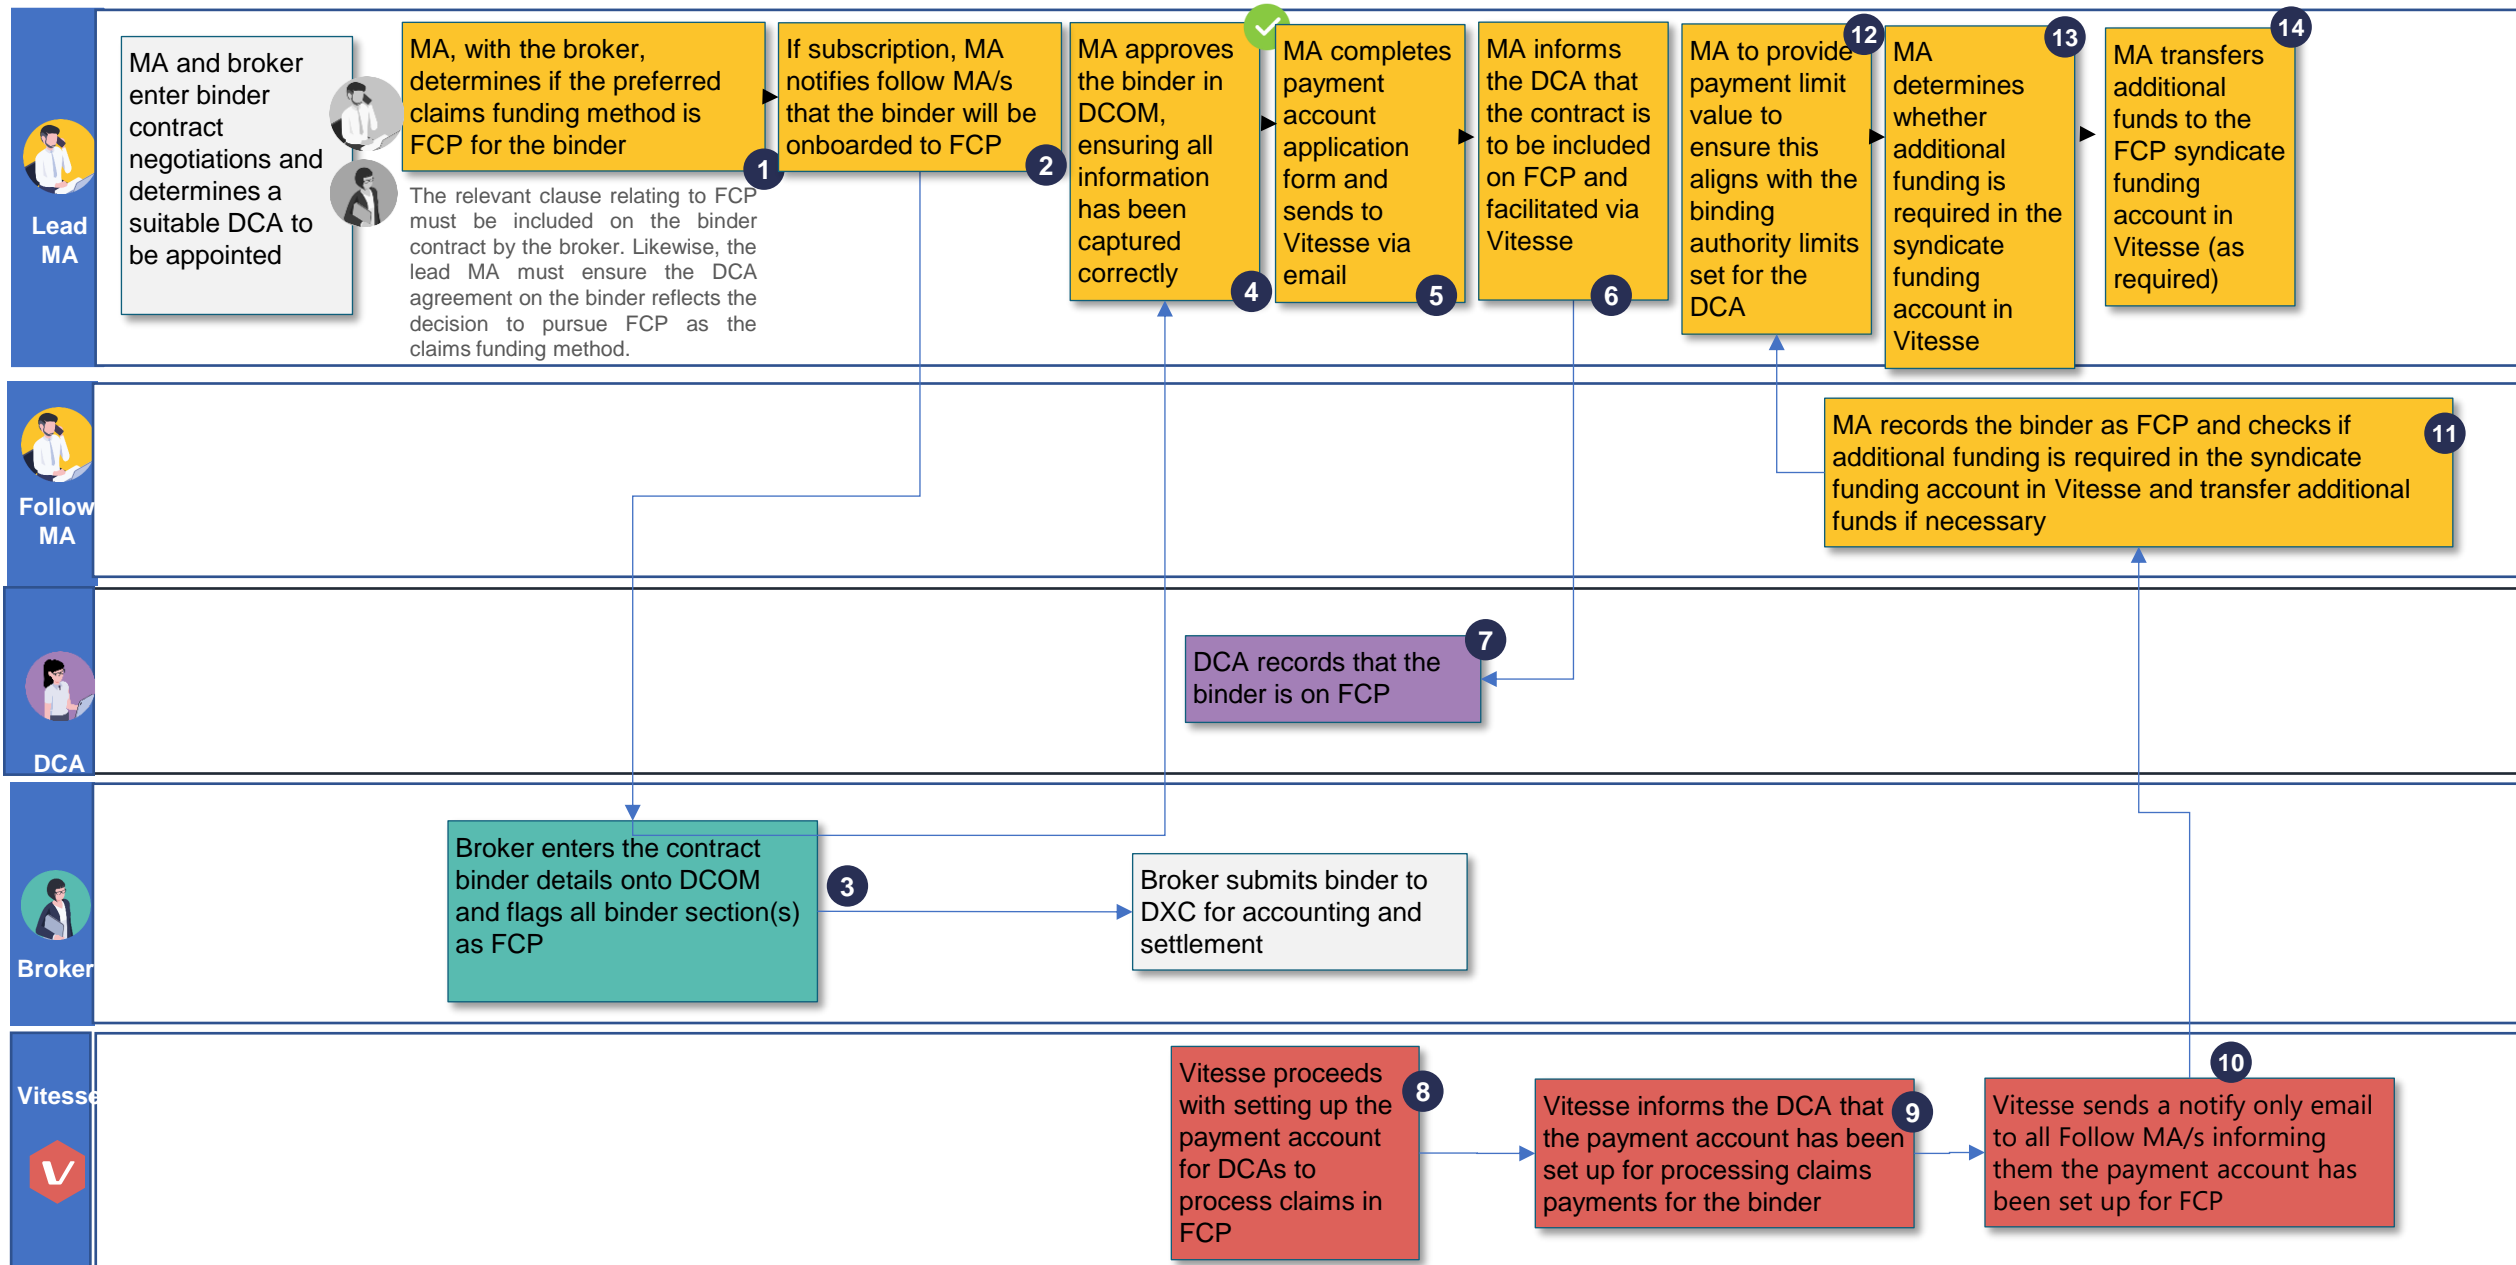 Lead
MA
MA and broker
enter binder
contract
negotiations and
determines a
suitable DCA to
be appointed
MA, with the broker,
determines if the preferred
claims funding method is
FCP for the binder
1
The relevant clause relating to FCP
must be included on the binder
contract by the broker. Likewise, the
lead MA must ensure the DCA
agreement on the binder reflects the
decision to pursue FCP as the
claims funding method.
If subscription, MA
notifies follow MA/s
that the binder will be
onboarded to FCP
2
MA approves
the binder in
DCOM,
ensuring all
information
has been
captured
correctly
4
MA completes
payment
account
application
form and
sends to
Vitesse via
email
5
MA informs
the DCA that
the contract is
to be included
on FCP and
facilitated via
Vitesse
6
MA to provide
payment limit
value to
ensure this
aligns with the
binding
authority limits
set for the
DCA
12
MA
determines
whether
additional
funding is
required in the
syndicate
funding
account in
Vitesse
13
MA transfers
additional
funds to the
FCP syndicate
funding
account in
Vitesse (as
required)
14
Follow
MA
MA records the binder as FCP and checks if
additional funding is required in the syndicate
funding account in Vitesse and transfer additional
funds if necessary
11
DCA
DCA records that the
binder is on FCP
7
Broker
Broker enters the contract
binder details onto DCOM
and flags all binder section(s)
as FCP
3
Broker submits binder to
DXC for accounting and
settlement
Vitesse
V
Vitesse proceeds
with setting up the
payment account
for DCAs to
process claims in
FCP
8
Vitesse informs the DCA that
the payment account has been
set up for processing claims
payments for the binder
9
Vitesse sends a notify only email
to all Follow MA/s informing
them the payment account has
been set up for FCP
10